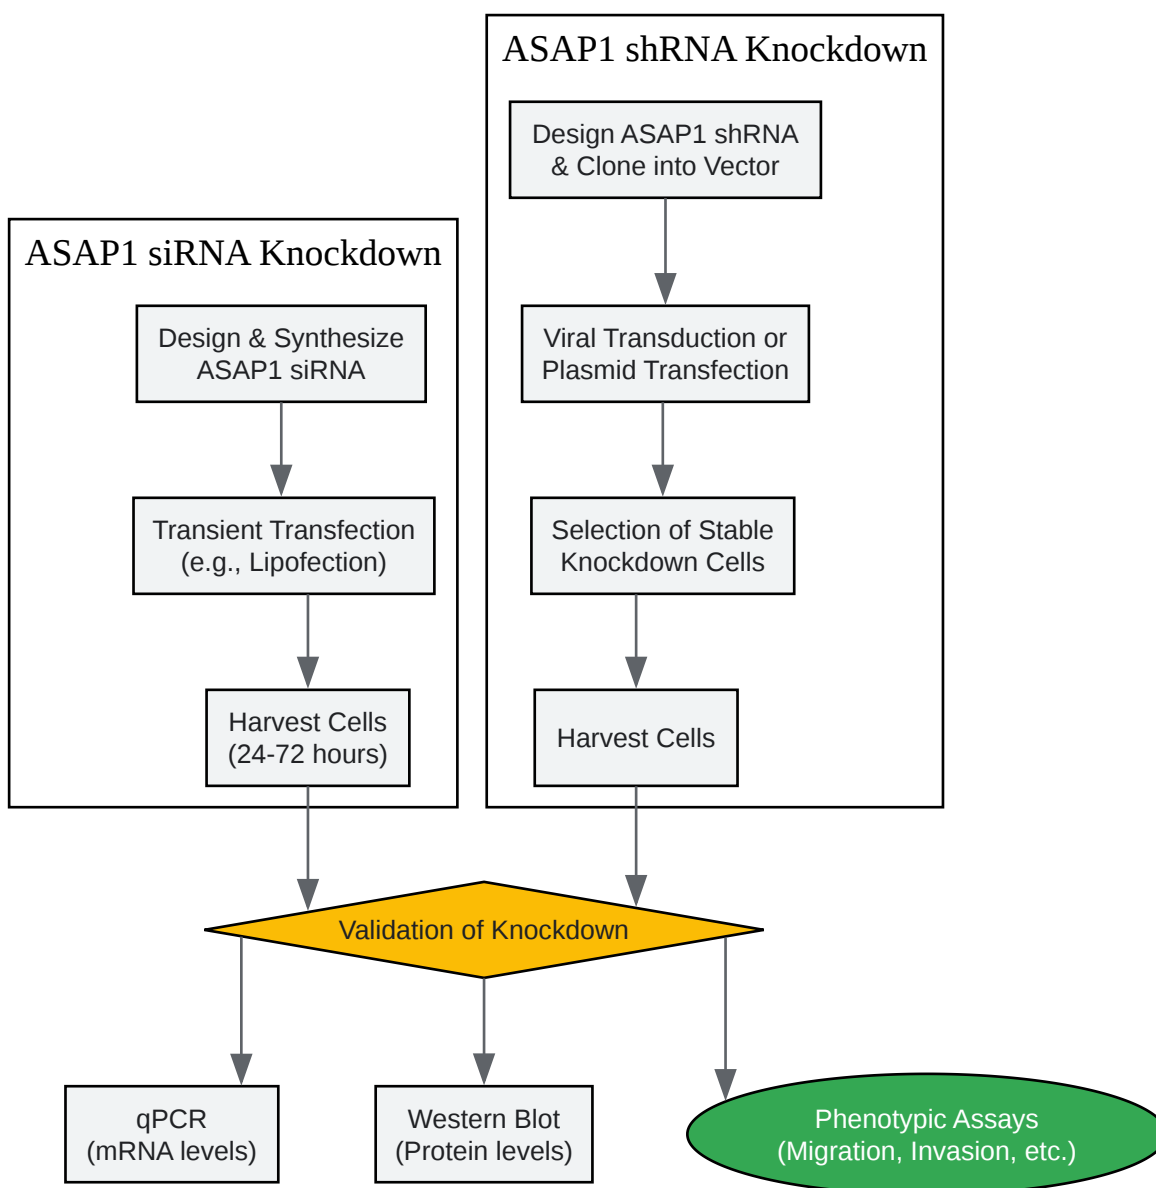 ASAP1 shRNA Knockdown
Design ASAP1 shRNA
& Clone into Vector
Viral Transduction or
Plasmid Transfection
Selection of Stable
Knockdown Cells
Harvest Cells
ASAP1 siRNA Knockdown
Design & Synthesize
ASAP1 siRNA
Transient Transfection
(e.g., Lipofection)
Harvest Cells
(24-72 hours)
Validation of Knockdown
qPCR
(mRNA levels)
Western Blot
(Protein levels)
Phenotypic Assays
(Migration, Invasion, etc.)